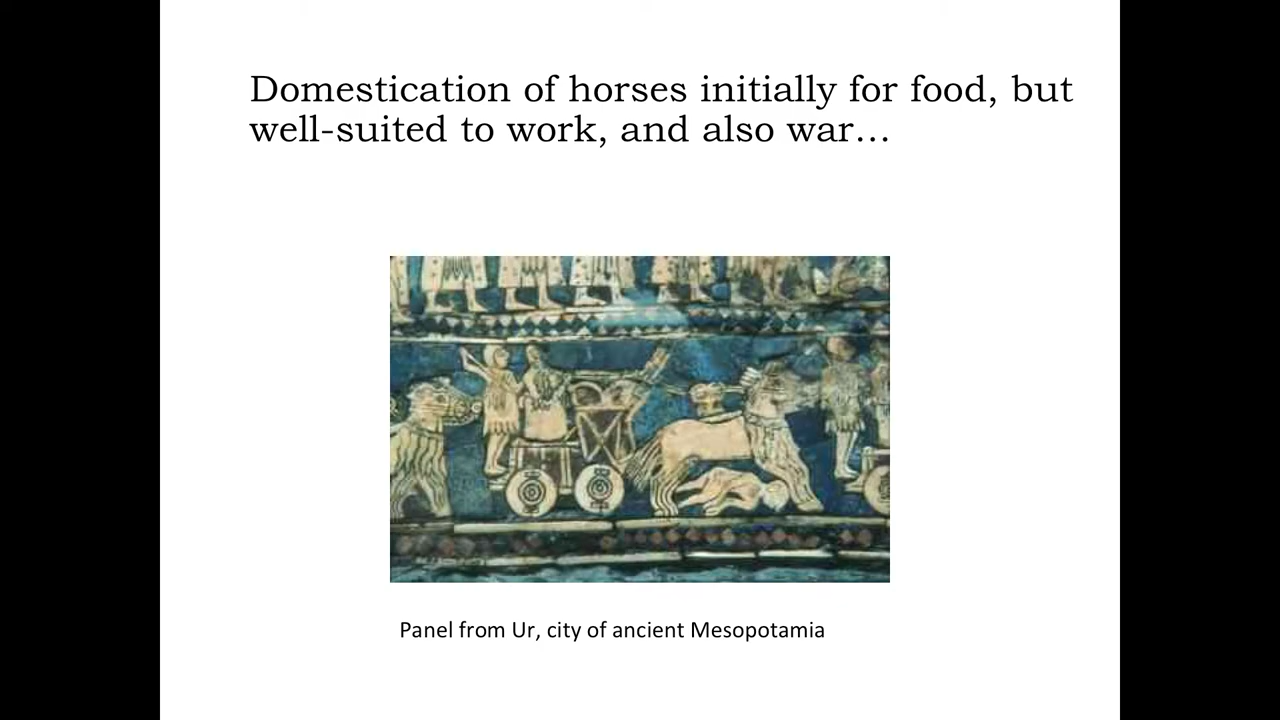 Domestication of horses initially for food, but
well-suited to work, and also war…
Panel from Ur, city of ancient Mesopotamia